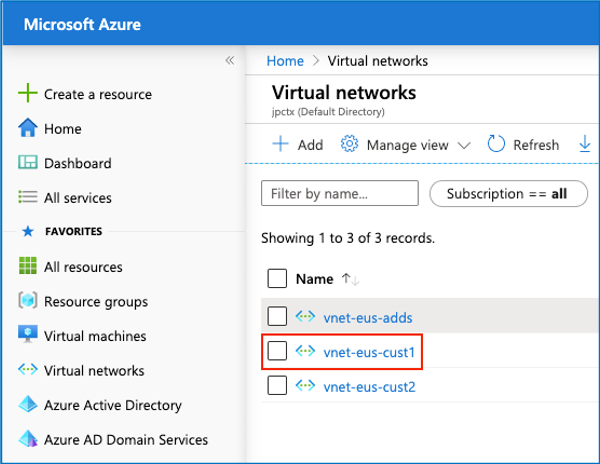 Microsoft Azure
«
Create a resource
Home
Dashboard
All services
FAVORITES
All resources
Resource groups
Virtual machines
Virtual networks
Azure Active Directory
Azure AD Domain Services
Home > Virtual networks
Virtual networks
jpctx (Default Directory)
Add Manage view Refresh
Filter by name... Subscription == all
Showing 1 to 3 of 3 records.
Name ↑↓
vnet-eus-adds
vnet-eus-cust1
vnet-eus-cust2